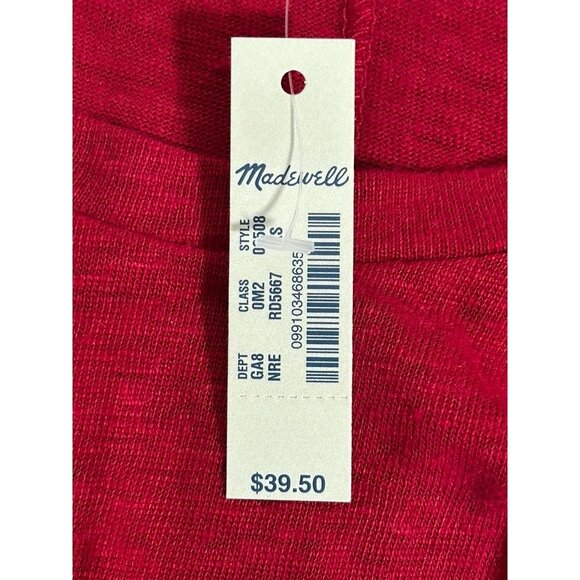 Madewell
DEPT CLASS STYLE
GA8 0M2
NRE RD5667
099103468635
$39.50